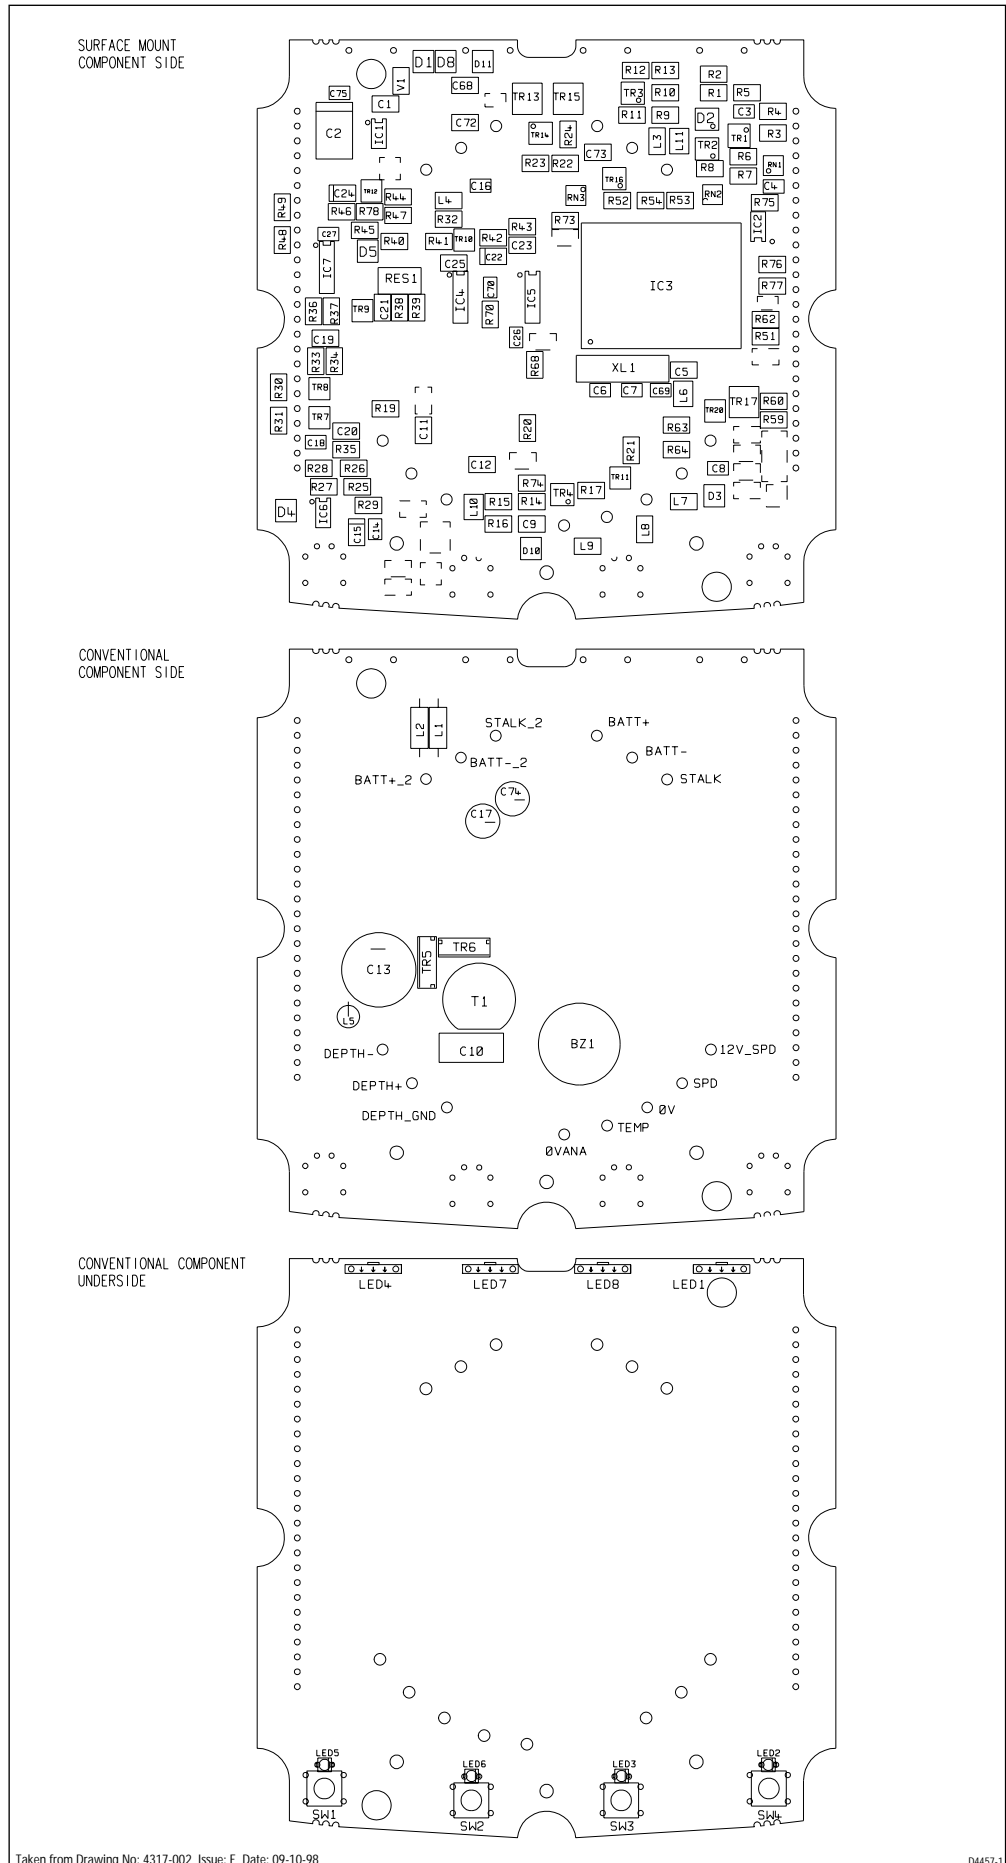 SURFACE MOUNT
COMPONENT SIDE
D1 D8 D11
R12 R13 R2
C75 V1 C68
TR13 TR15 TR3 R10 R1 R5
C1
C2 IC1 C72
R11 R9 D2 C3 R4
TR14 R24 L3 L11 TR2 TR1 R3
C73 R6
R23 R22 R8 R7 RN1
C24 TR12 R44 C16 RN3 TR16 RN2 C4
R49 R46 R78 R47 L4 R52 R54 R53 R75
R32 R43 R73 IC2
R48 C27 R45 R40 R41 TR10 R42 C23
D5 C22
IC7 RES1 C25 C70 IC5 IC3 R76
IC4 R77
R36 R37 TR9 C21 R38 R39 R70 R62
C19 C26 R51
R33 R34 R68 XL1 C5
R30 TR8 C6 C7 C69 L6
R19 TR20 TR17 R60
R31 TR7 C11 R20 R63 R59
C18 C20
R35 R21 R64
R28 R26 C12 TR11 C8
R27 R25 R74 TR4 R17
D4 IC6 R29 L10 R15 R14 L7 D3
C15 C14 R16 C9 L8
D10 L9
CONVENTIONAL
COMPONENT SIDE
L2 L1
STALK_2 BATT+
BATT-_2 BATT-
BATT+_2 STALK
C74
C17
TR5 TR6
C13
T1
L5
C10 BZ1
DEPTH- 12V_SPD
DEPTH+ SPD
DEPTH_GND 0V
TEMP
0VANA
CONVENTIONAL COMPONENT
UNDERSIDE
LED4 LED7 LED8 LED1
LED5 LED6 LED3 LED2
SW1 SW2 SW3 SW4
Taken from Drawing No: 4317-002 Issue: F Date: 09-10-98
D4457-1